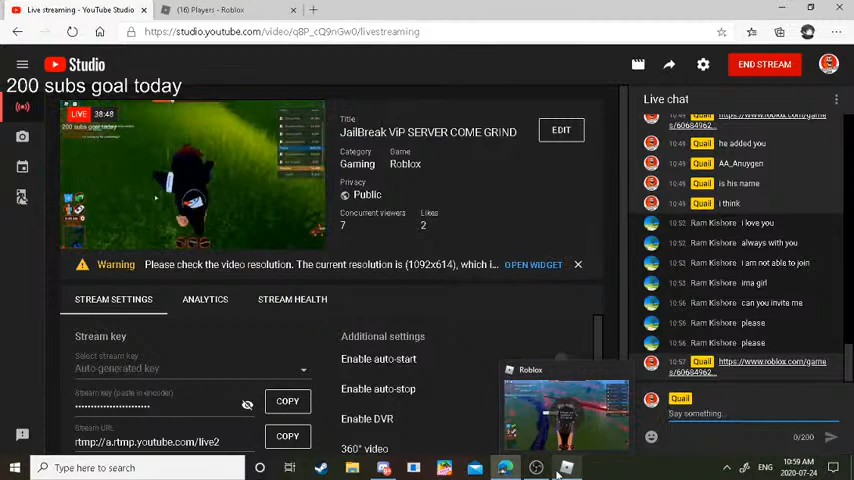 Live streaming - YouTube Studio
(16) Players - Roblox
https://studio.youtube.com/video/q8P_cQ9nGw0/livestreaming
Studio
END STREAM
200 subs goal today
LIVE 38:48
200 subs goal today
Title
JailBreak ViP SERVER COME GRIND
EDIT
Category
Game
Gaming
Roblox
Privacy
Public
Concurrent viewers
Likes
7
2
Warning Please check the video resolution. The current resolution is (1092x614), which i... OPEN WIDGET
STREAM SETTINGS
ANALYTICS
STREAM HEALTH
Stream key
Select stream key
Auto-generated key
Stream key (paste in encoder)
COPY
Stream URL
rtmp://a.rtmp.youtube.com/live2
COPY
Additional settings
Enable auto-start
Enable auto-stop
Enable DVR
360° video
Roblox
Live chat
10:49 Quail https://www.roblox.com/game
s/60684962...
10:49 Quail he added you
10:49 Quail AA_Anuygen
10:49 Quail is his name
10:49 Quail i think
10:52 Ram Kishore i love you
10:52 Ram Kishore always with you
10:53 Ram Kishore i am not able to join
10:53 Ram Kishore ima girl
10:56 Ram Kishore can you invite me
10:56 Ram Kishore please
10:56 Ram Kishore please
10:57 Quail https://www.roblox.com/game
s/60684962...
Quail
Say something...
0/200
Type here to search
ENG
10:59 AM
2020-07-24